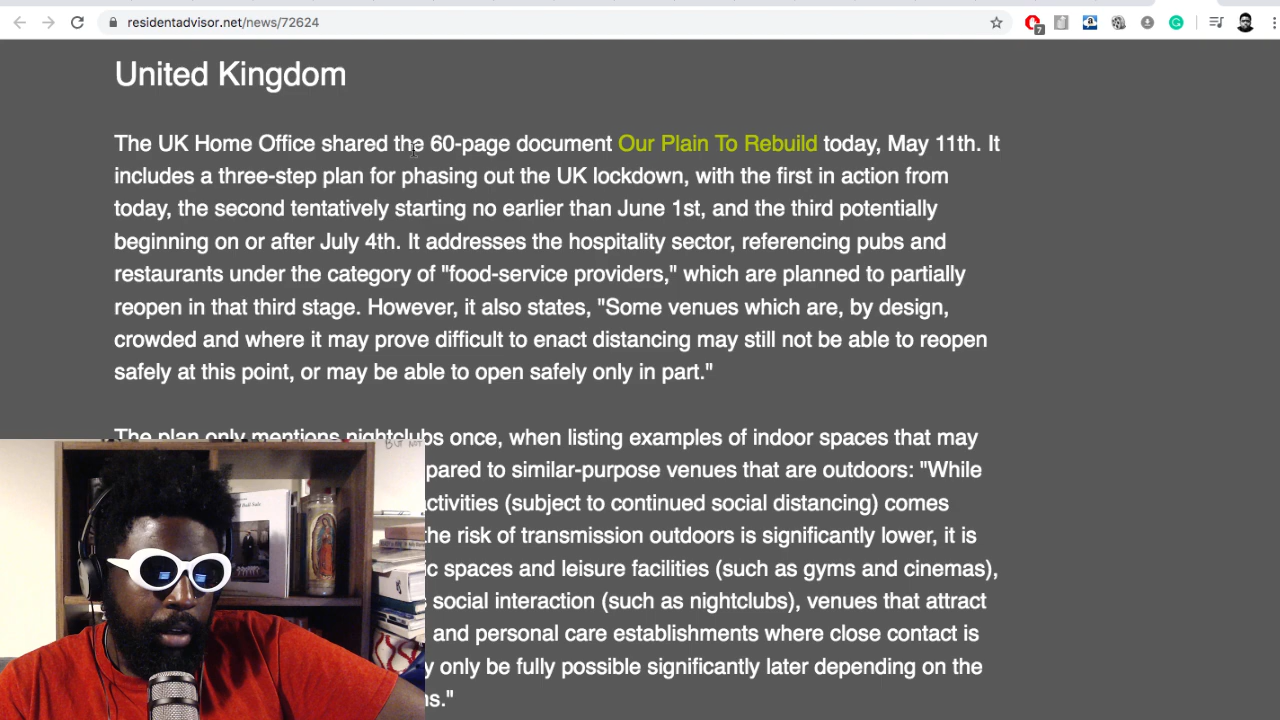 residentadvisor.net/news/72624
7
United Kingdom
The UK Home Office shared the 60-page document Our Plain To Rebuild today, May 11th. It
includes a three-step plan for phasing out the UK lockdown, with the first in action from
today, the second tentatively starting no earlier than June 1st, and the third potentially
beginning on or after July 4th. It addresses the hospitality sector, referencing pubs and
restaurants under the category of "food-service providers," which are planned to partially
reopen in that third stage. However, it also states, "Some venues which are, by design,
crowded and where it may prove difficult to enact distancing may still not be able to reopen
safely at this point, or may be able to open safely only in part."
The plan only mentions nightclubs once, when listing examples of indoor spaces that may
pared to similar-purpose venues that are outdoors: "While
ctivities (subject to continued social distancing) comes
the risk of transmission outdoors is significantly lower, it is
c spaces and leisure facilities (such as gyms and cinemas),
social interaction (such as nightclubs), venues that attract
and personal care establishments where close contact is
y only be fully possible significantly later depending on the
ns."